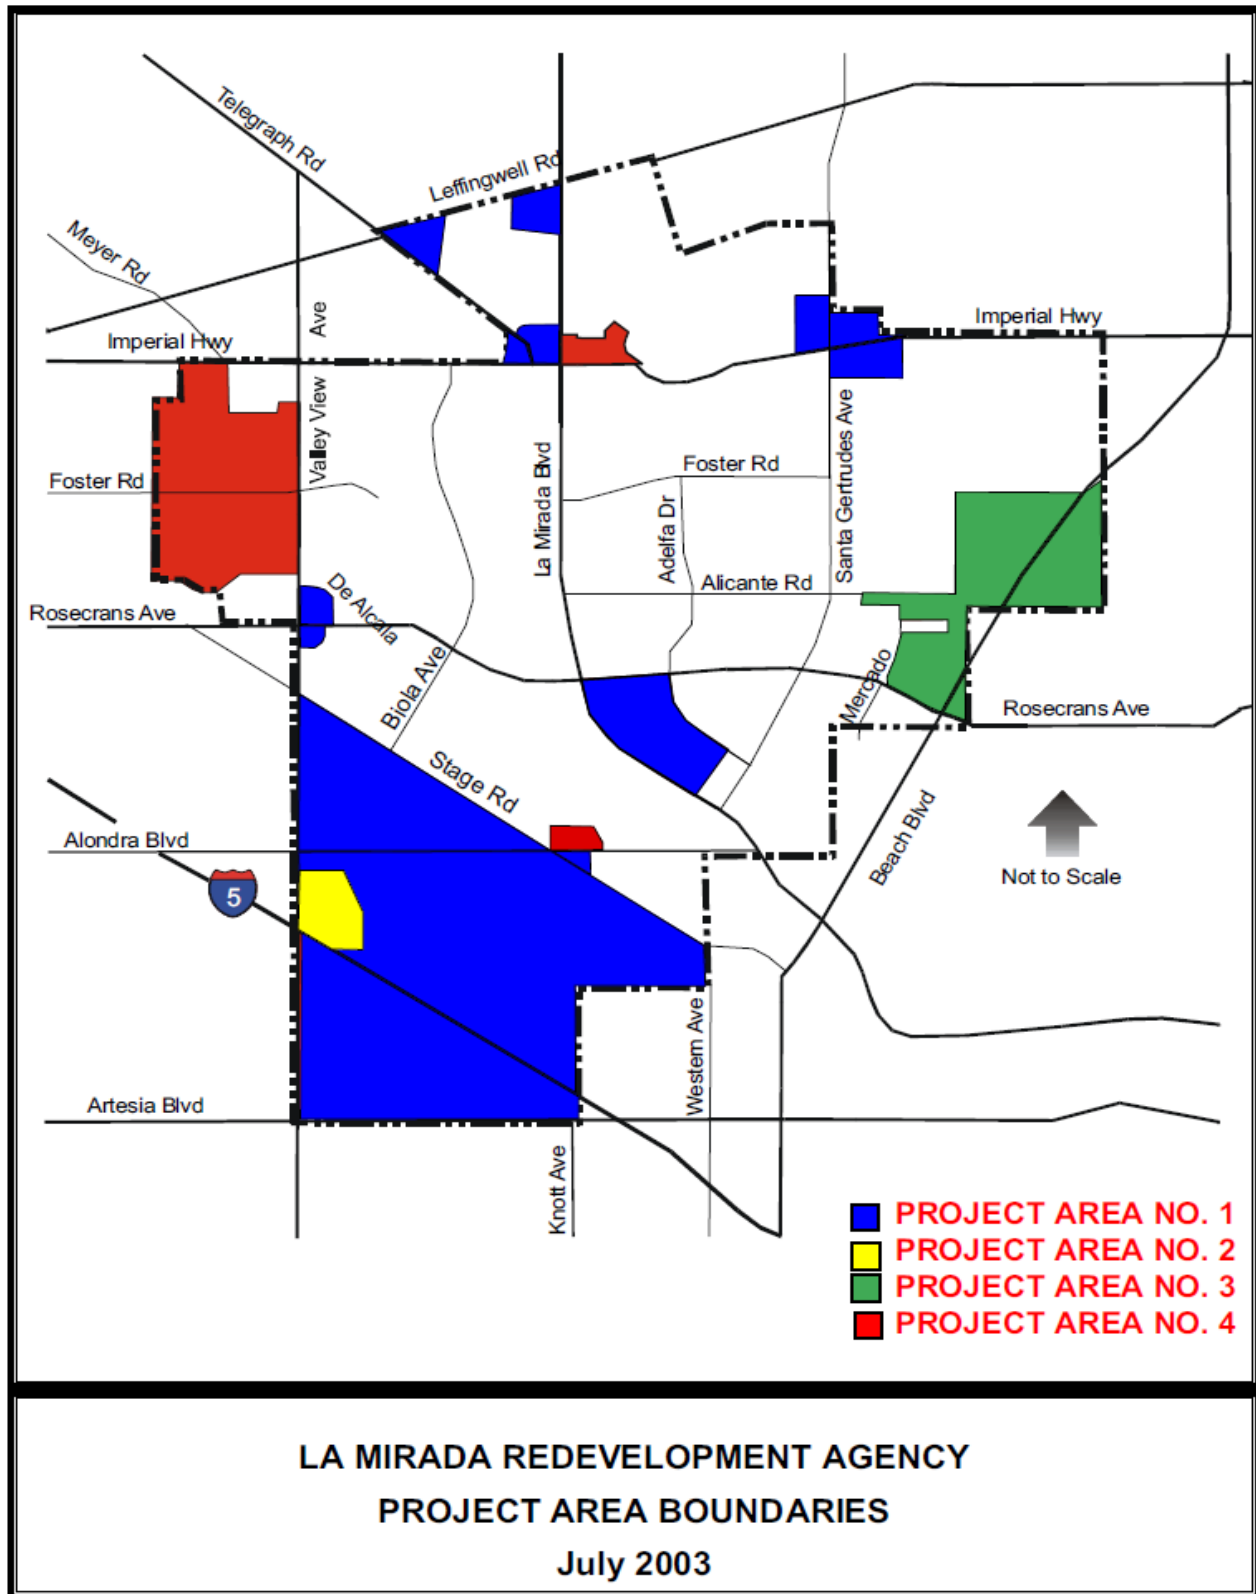 Telegraph Rd
Leffingwell Rd
Meyer Rd
Imperial Hwy
Valley View
Ave
Imperial Hwy
Foster Rd
La Mirada Blvd
Foster Rd
Adelfa Dr
Santa Gertrudes Ave
Alicante Rd
Rosecrans Ave
De Alcala
Biola Ave
Mercado
Rosecrans Ave
Stage Rd
Alondra Blvd
Beach Blvd
5
Not to Scale
Western Ave
Artesia Blvd
Knott Ave
PROJECT AREA NO. 1
PROJECT AREA NO. 2
PROJECT AREA NO. 3
PROJECT AREA NO. 4
LA MIRADA REDEVELOPMENT AGENCY
PROJECT AREA BOUNDARIES
July 2003